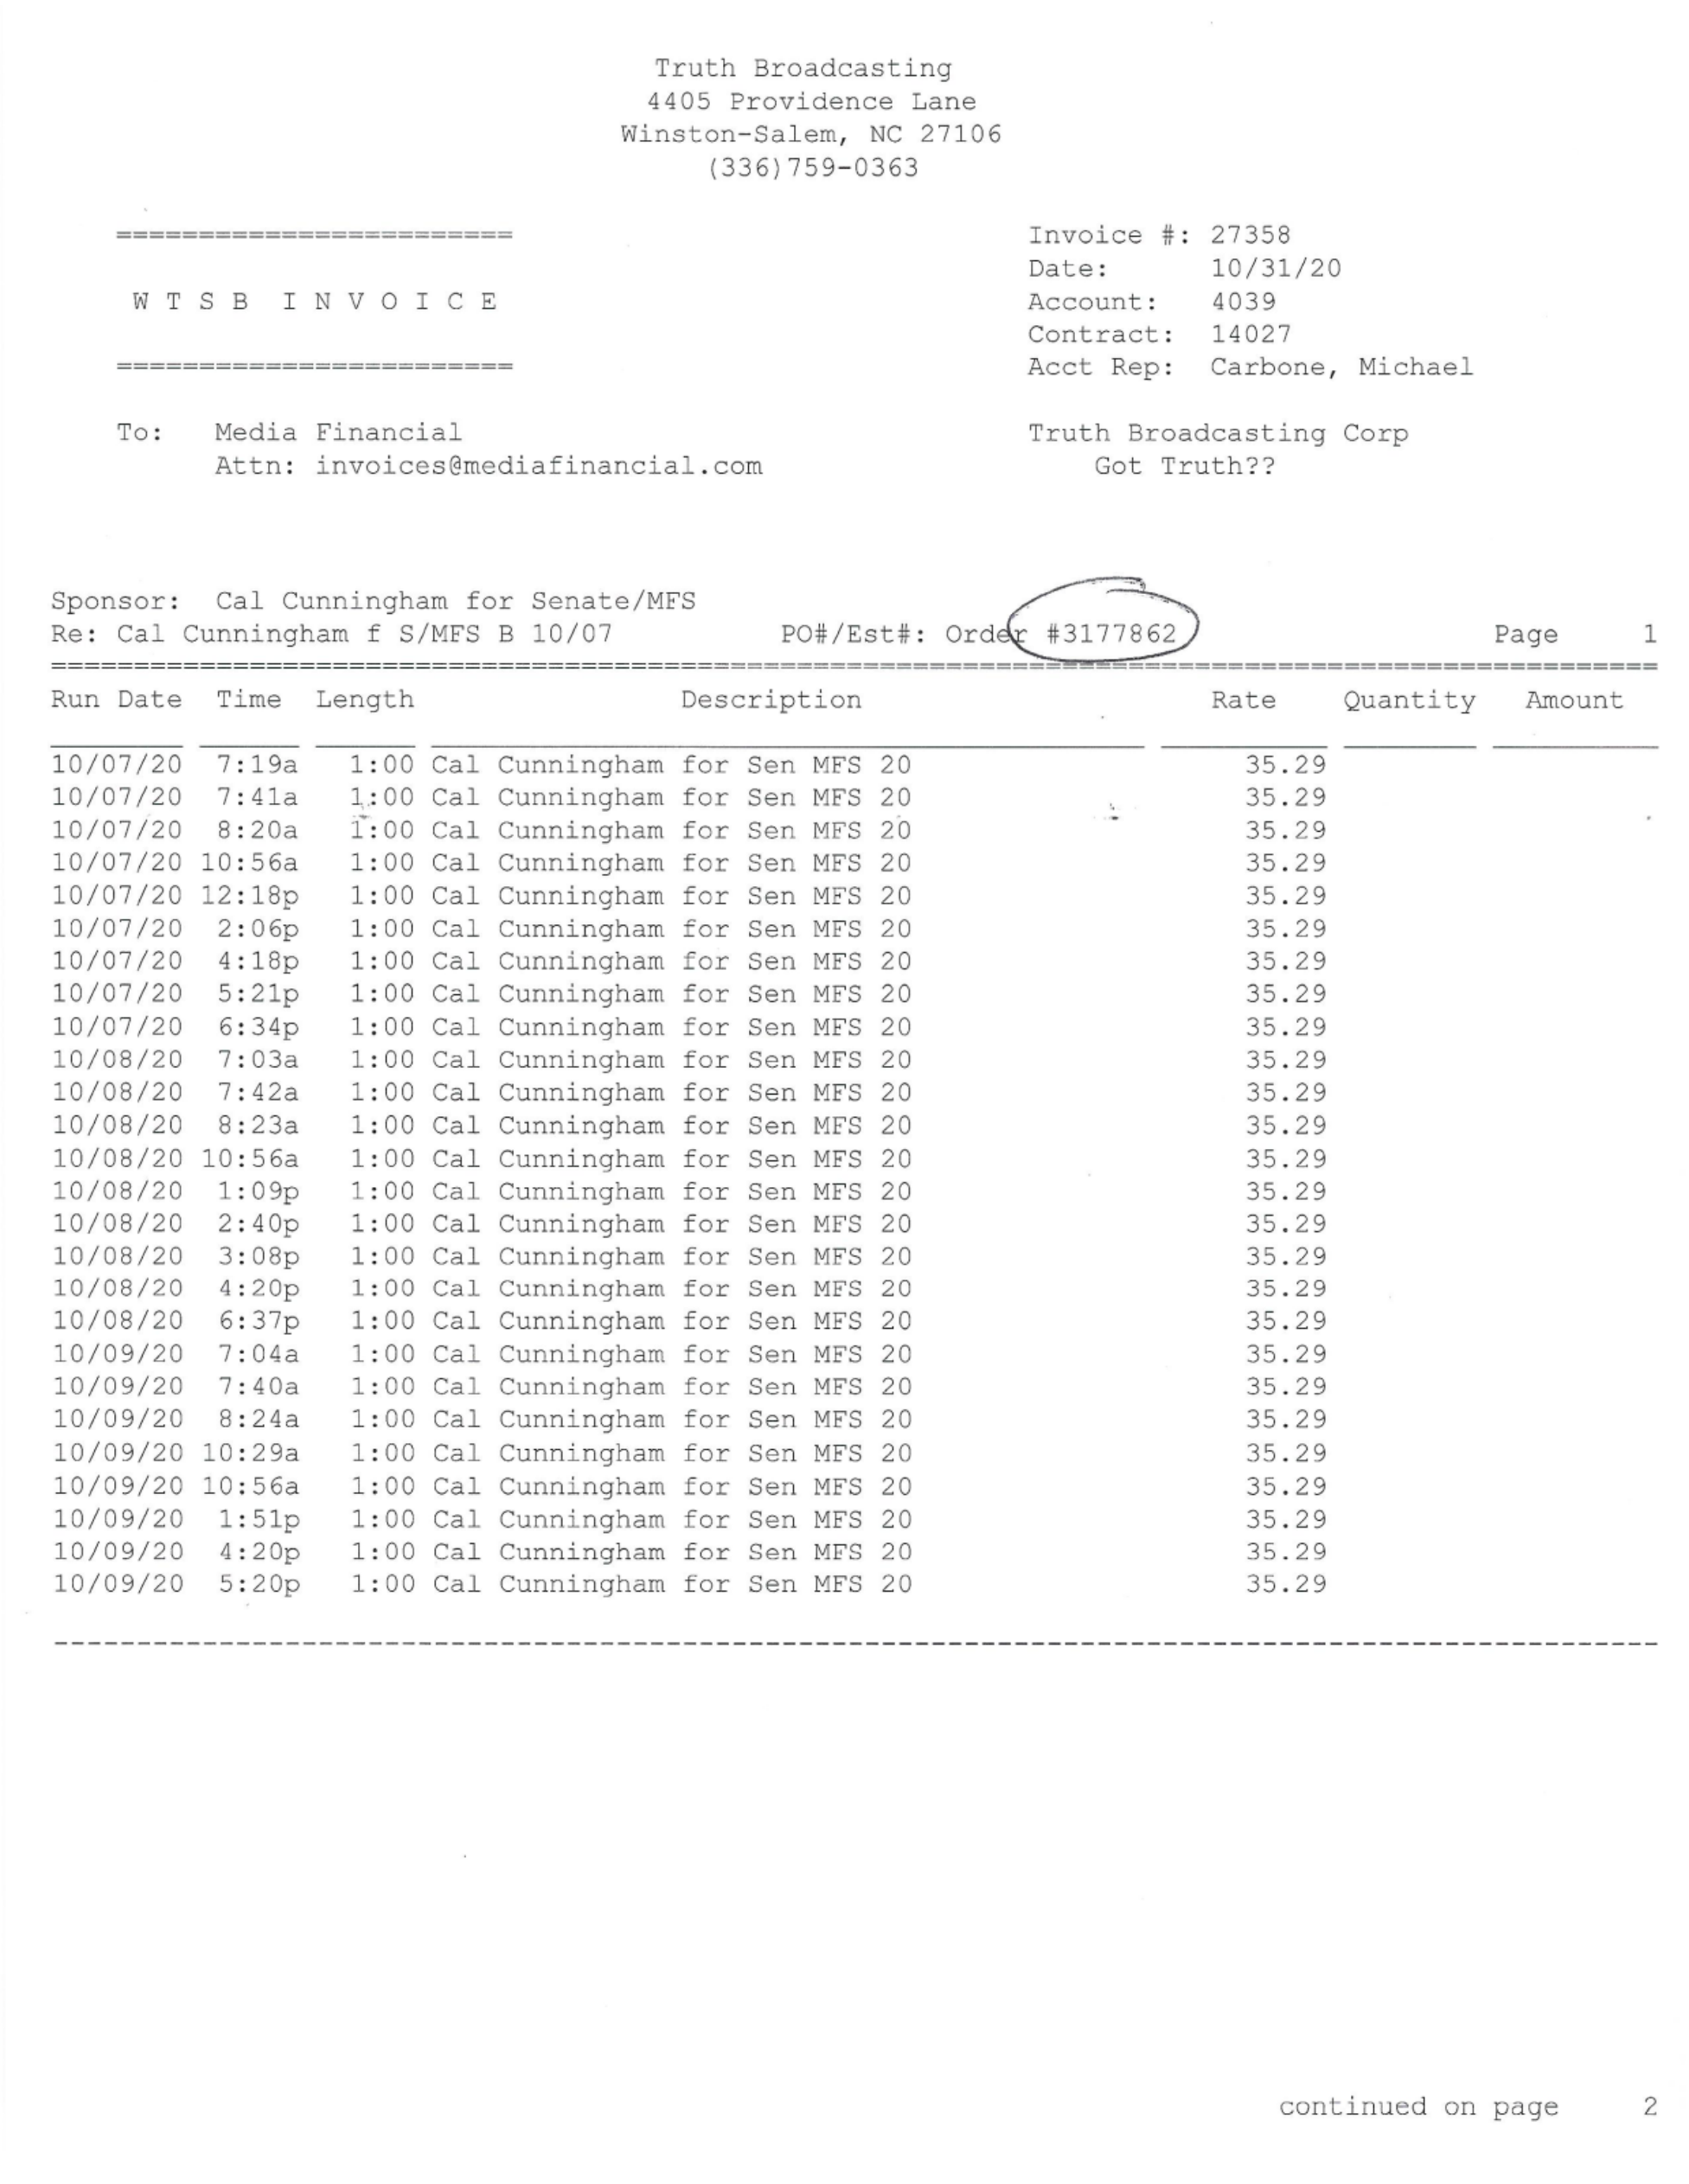 Truth Broadcasting
4405 Providence Lane
Winston-Salem, NC 27106
(336)759-0363
========================
W T S B  I N V O I C E
========================
Invoice #: 27358
Date: 10/31/20
Account: 4039
Contract: 14027
Acct Rep: Carbone, Michael
To: Media Financial
Attn: invoices@mediafinancial.com
Truth Broadcasting Corp
Got Truth??
Sponsor: Cal Cunningham for Senate/MFS
Re: Cal Cunningham f S/MFS B 10/07 PO#/Est#: Order #3177862 Page 1
Run Date Time Length Description Rate Quantity Amount
10/07/20 7:19a 1:00 Cal Cunningham for Sen MFS 20 35.29
10/07/20 7:41a 1:00 Cal Cunningham for Sen MFS 20 35.29
10/07/20 8:20a 1:00 Cal Cunningham for Sen MFS 20 35.29
10/07/20 10:56a 1:00 Cal Cunningham for Sen MFS 20 35.29
10/07/20 12:18p 1:00 Cal Cunningham for Sen MFS 20 35.29
10/07/20 2:06p 1:00 Cal Cunningham for Sen MFS 20 35.29
10/07/20 4:18p 1:00 Cal Cunningham for Sen MFS 20 35.29
10/07/20 5:21p 1:00 Cal Cunningham for Sen MFS 20 35.29
10/07/20 6:34p 1:00 Cal Cunningham for Sen MFS 20 35.29
10/08/20 7:03a 1:00 Cal Cunningham for Sen MFS 20 35.29
10/08/20 7:42a 1:00 Cal Cunningham for Sen MFS 20 35.29
10/08/20 8:23a 1:00 Cal Cunningham for Sen MFS 20 35.29
10/08/20 10:56a 1:00 Cal Cunningham for Sen MFS 20 35.29
10/08/20 1:09p 1:00 Cal Cunningham for Sen MFS 20 35.29
10/08/20 2:40p 1:00 Cal Cunningham for Sen MFS 20 35.29
10/08/20 3:08p 1:00 Cal Cunningham for Sen MFS 20 35.29
10/08/20 4:20p 1:00 Cal Cunningham for Sen MFS 20 35.29
10/08/20 6:37p 1:00 Cal Cunningham for Sen MFS 20 35.29
10/09/20 7:04a 1:00 Cal Cunningham for Sen MFS 20 35.29
10/09/20 7:40a 1:00 Cal Cunningham for Sen MFS 20 35.29
10/09/20 8:24a 1:00 Cal Cunningham for Sen MFS 20 35.29
10/09/20 10:29a 1:00 Cal Cunningham for Sen MFS 20 35.29
10/09/20 10:56a 1:00 Cal Cunningham for Sen MFS 20 35.29
10/09/20 1:51p 1:00 Cal Cunningham for Sen MFS 20 35.29
10/09/20 4:20p 1:00 Cal Cunningham for Sen MFS 20 35.29
10/09/20 5:20p 1:00 Cal Cunningham for Sen MFS 20 35.29
continued on page 2